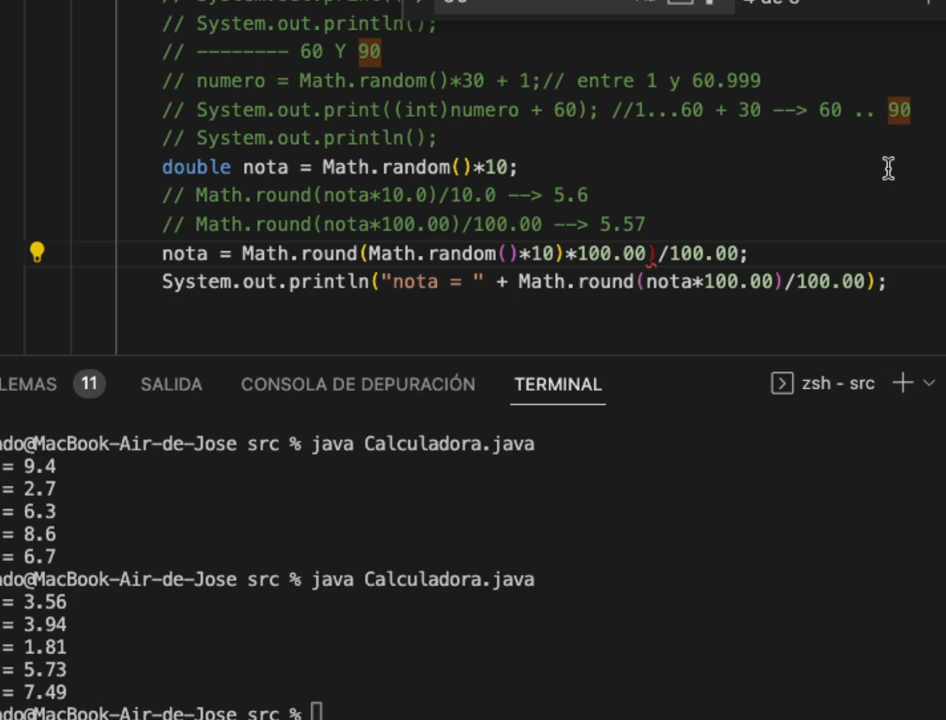 // System.out.println();
// -------- 60 Y 90
// numero = Math.random()*30 + 1;// entre 1 y 60.999
// System.out.print((int)numero + 60); //1...60 + 30 --> 60 .. 90
// System.out.println();
double nota = Math.random()*10;
// Math.round(nota*10.0)/10.0 --> 5.6
// Math.round(nota*100.00)/100.00 --> 5.57
nota = Math.round(Math.random()*10)*100.00)/100.00;
System.out.println("nota = " + Math.round(nota*100.00)/100.00);
LEMAS 11 SALIDA CONSOLA DE DEPURACIÓN TERMINAL zsh - src
do@MacBook-Air-de-Jose src % java Calculadora.java
= 9.4
= 2.7
= 6.3
= 8.6
= 6.7
do@MacBook-Air-de-Jose src % java Calculadora.java
= 3.56
= 3.94
= 1.81
= 5.73
= 7.49
do@MacBook-Air-de-Jose src %